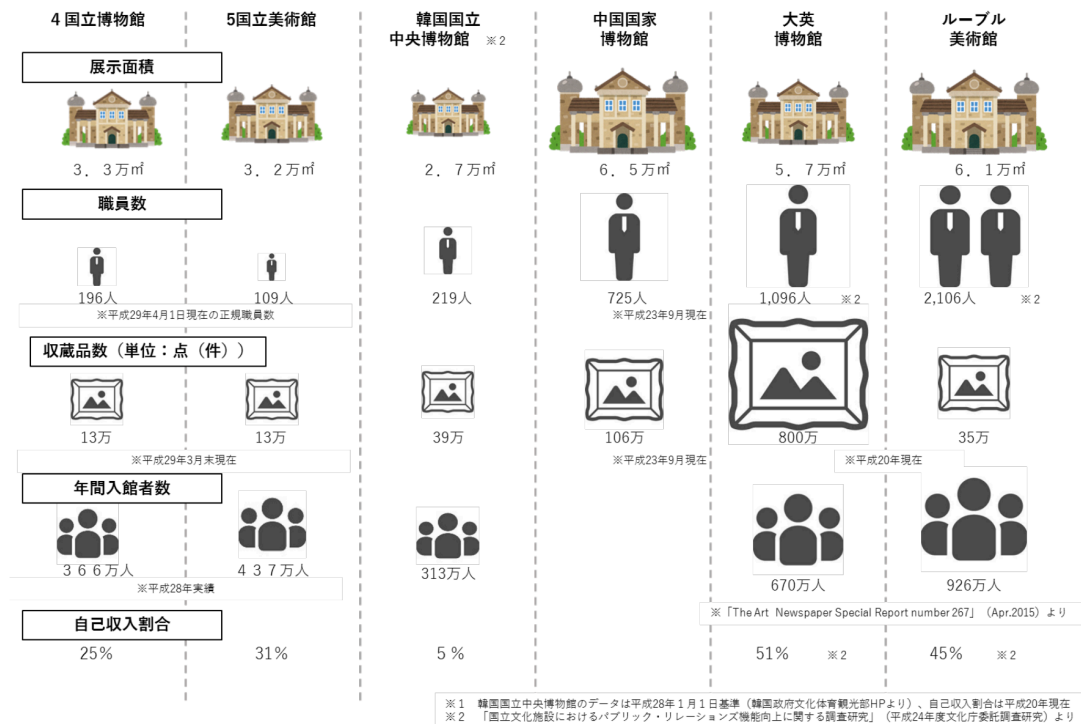 4国立博物館
5国立美術館
韓国国立
中央博物館 ※2
中国国家
博物館
大英
博物館
ルーブル
美術館
展示面積
3．3万㎡
3．2万㎡
2．7万㎡
6．5万㎡
5．7万㎡
6．1万㎡
職員数
196人
109人
219人
725人
1,096人 ※2
2,106人 ※2
※平成29年4月1日現在の正規職員数
※平成23年9月現在
収蔵品数（単位：点（件））
13万
13万
39万
106万
800万
35万
※平成29年3月末現在
※平成23年9月現在
※平成20年現在
年間入館者数
３６６万人
４３７万人
313万人
670万人
926万人
※平成28年実績
※「The Art Newspaper Special Report number 267」（Apr.2015）より
自己収入割合
25%
31%
5 %
51% ※2
45% ※2
※1 韓国国立中央博物館のデータは平成28年１月１日基準（韓国政府文化体育観光部HPより）、自己収入割合は平成20年現在
※2 「国立文化施設におけるパブリック・リレーションズ機能向上に関する調査研究」（平成24年度文化庁委託調査研究）より